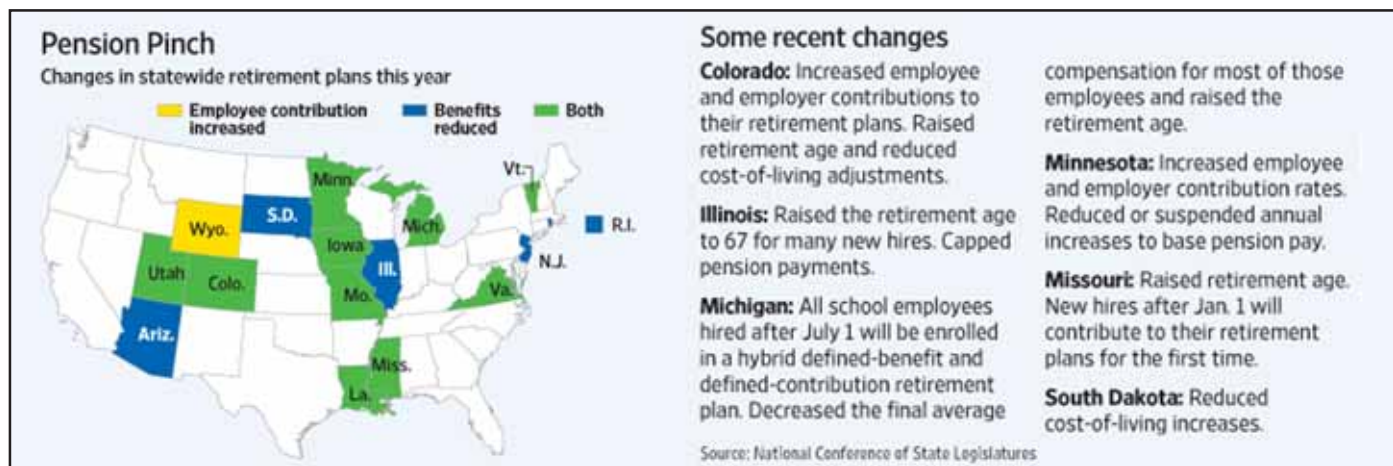 Pension Pinch
Changes in statewide retirement plans this year
Employee contribution
increased
Benefits
reduced
Both
Vt.
Minn.
S.D.
Mich.
R.I.
Wyo.
Iowa
N.J.
Utah
Colo.
Ill.
Mo.
Va.
Ariz.
Miss.
La.
Some recent changes
Colorado: Increased employee
and employer contributions to
their retirement plans. Raised
retirement age and reduced
cost-of-living adjustments.
Illinois: Raised the retirement age
to 67 for many new hires. Capped
pension payments.
Michigan: All school employees
hired after July 1 will be enrolled
in a hybrid defined-benefit and
defined-contribution retirement
plan. Decreased the final average
compensation for most of those
employees and raised the
retirement age.
Minnesota: Increased employee
and employer contribution rates.
Reduced or suspended annual
increases to base pension pay.
Missouri: Raised retirement age.
New hires after Jan. 1 will
contribute to their retirement
plans for the first time.
South Dakota: Reduced
cost-of-living increases.
Source: National Conference of State Legislatures